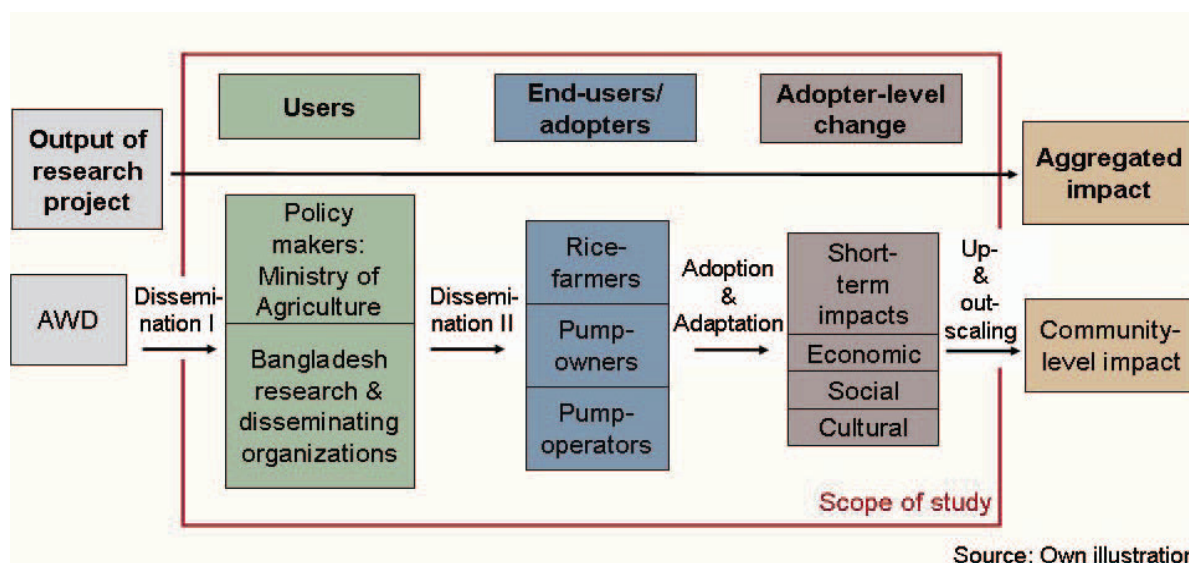 Users
End-users/
adopters
Adopter-level
change
Output of
research
project
Aggregated
impact
AWD
Dissemi-
nation I
Policy
makers:
Ministry of
Agriculture
Bangladesh
research &
disseminating
organizations
Dissemi-
nation II
Rice-
farmers
Pump-
owners
Pump-
operators
Adoption
&
Adaptation
Short-
term
impacts
Economic
Social
Cultural
Up-
&
out-
scaling
Community-
level impact
Scope of study
Source: Own illustration